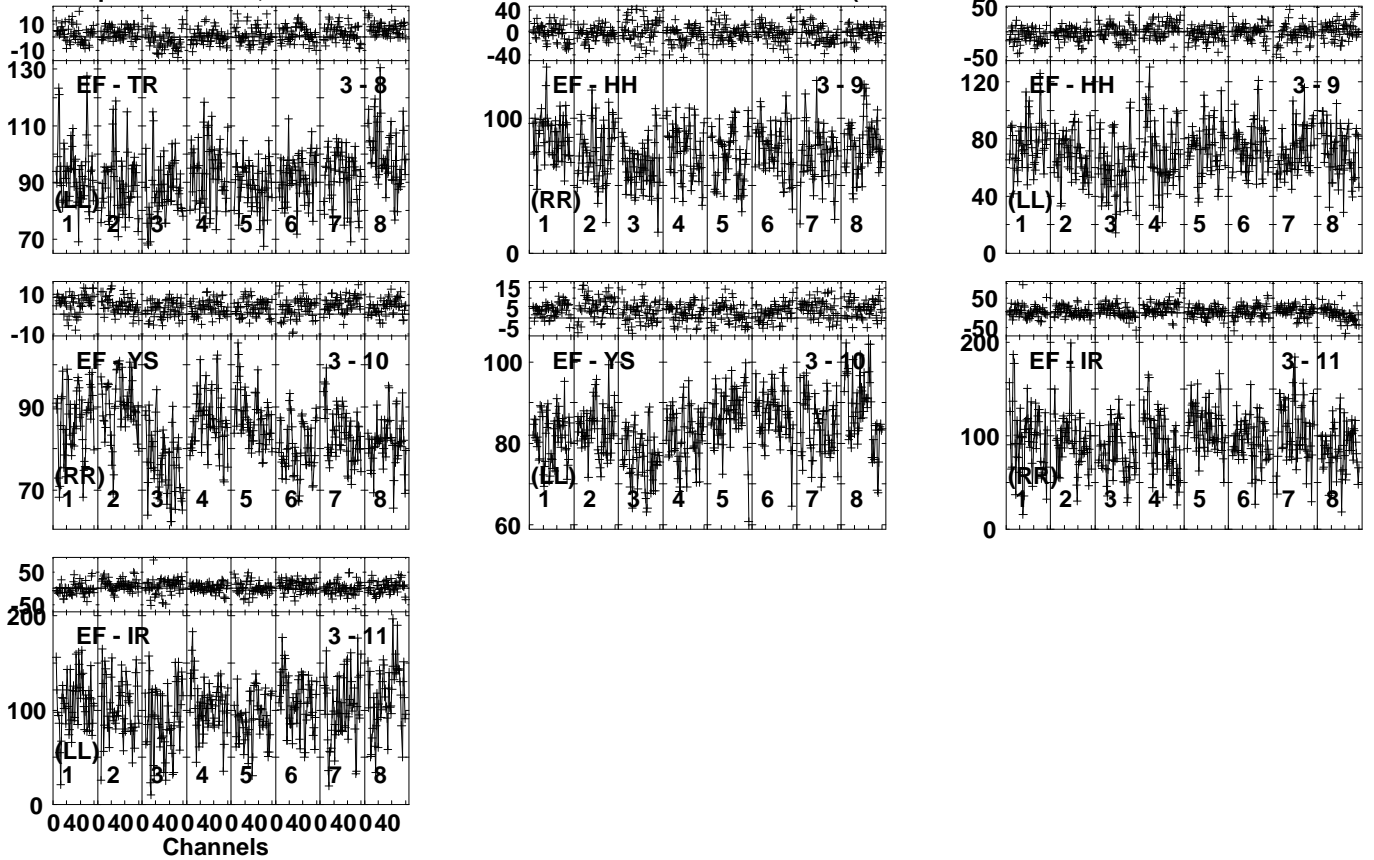 10
-10
130
EF - TR 3 - 8
110
90
(LL)
1 2 3 4 5 6 7 8
70
40
0
-40
EF - HH 3 - 9
100
(RR)
1 2 3 4 5 6 7 8
0
50
-50
120
EF - HH 3 - 9
80
40
(LL)
1 2 3 4 5 6 7 8
0
10
-10
EF - YS 3 - 10
90
(RR)
70
1 2 3 4 5 6 7 8
15
5
-5
100
EF - YS 3 - 10
80
(LL)
1 2 3 4 5 6 7 8
60
50
-50
200
EF - IR 3 - 11
100
(RR)
1 2 3 4 5 6 7 8
0
50
-50
200
EF - IR 3 - 11
100
(LL)
1 2 3 4 5 6 7 8
0
0 40 0 40 0 40 0 40 0 40 0 40 0 40 0 40
Channels